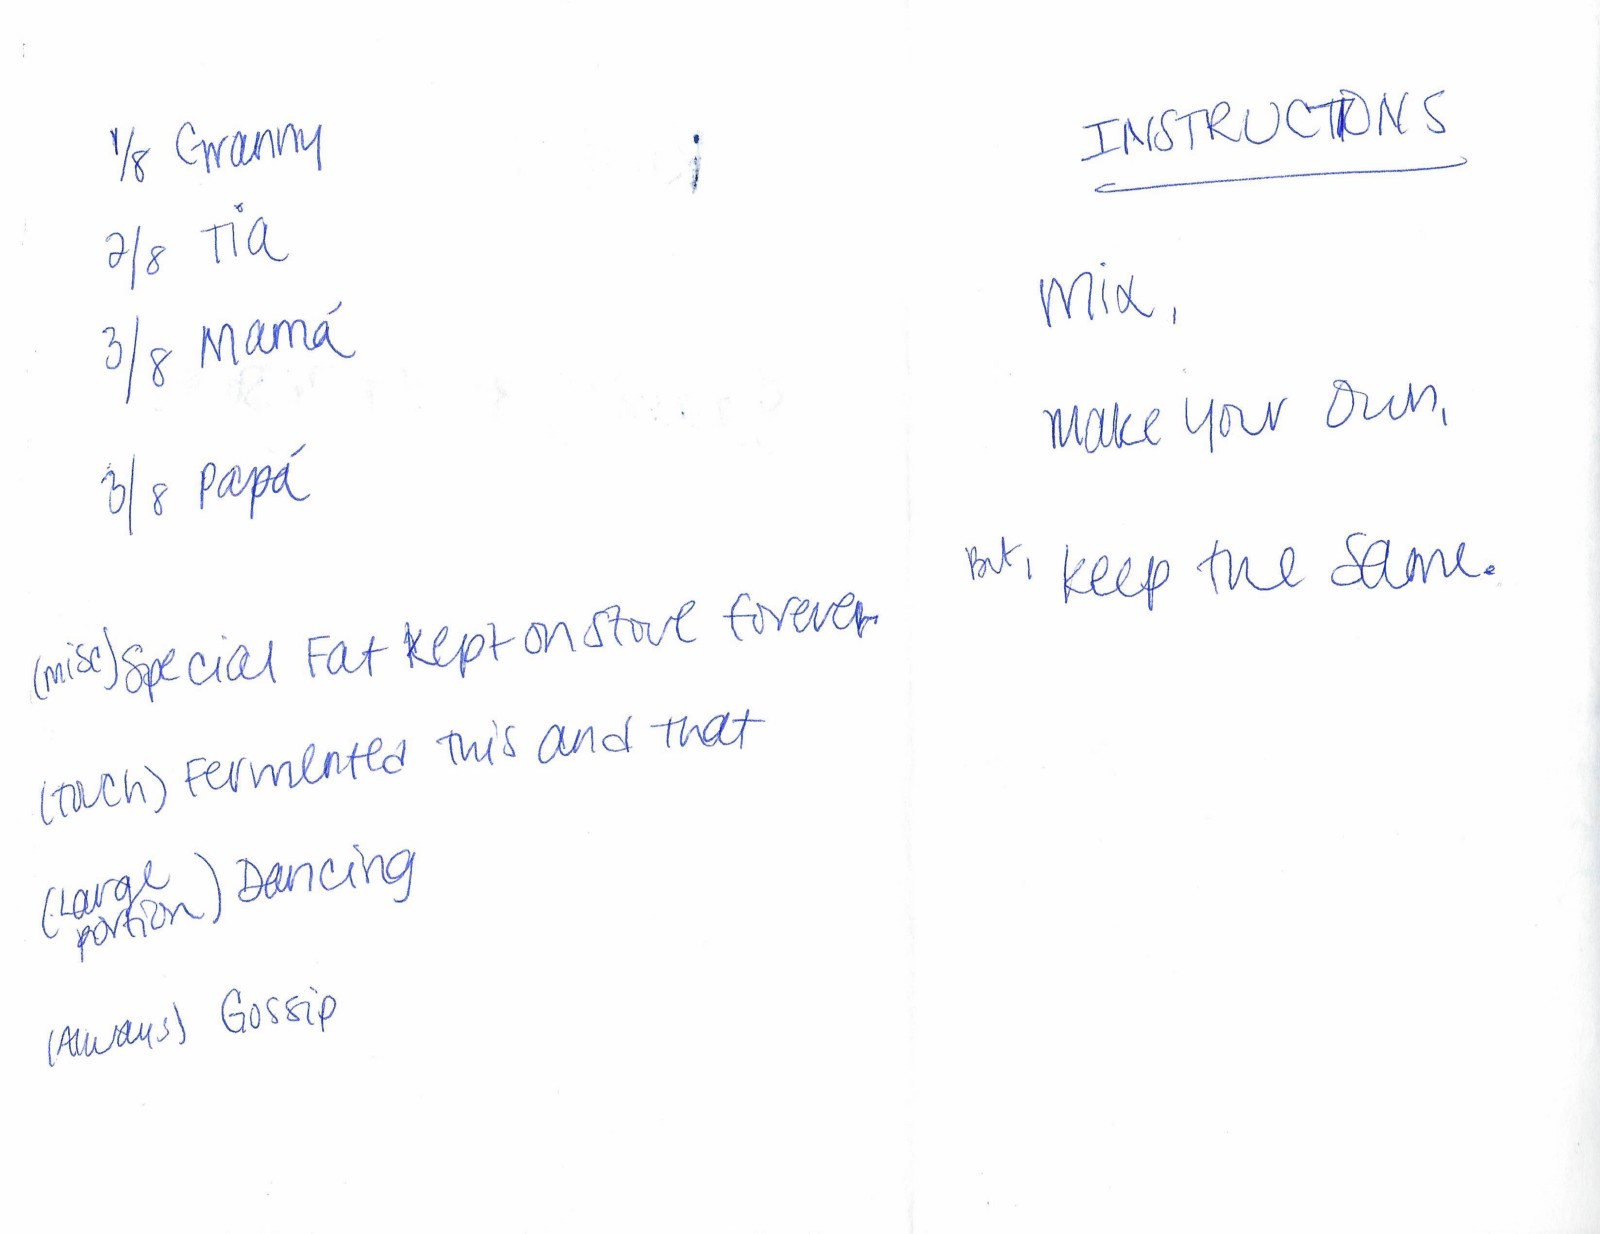 1/8 Granny
2/8 Tia
3/8 Mamá
3/8 Papá
(misc) Special Fat Kept on stove forever
(touch) Fermented this and that
(Large
portion) Dancing
(Always) Gossip
INSTRUCTIONS
Mix,
Make your own,
But, keep the same.